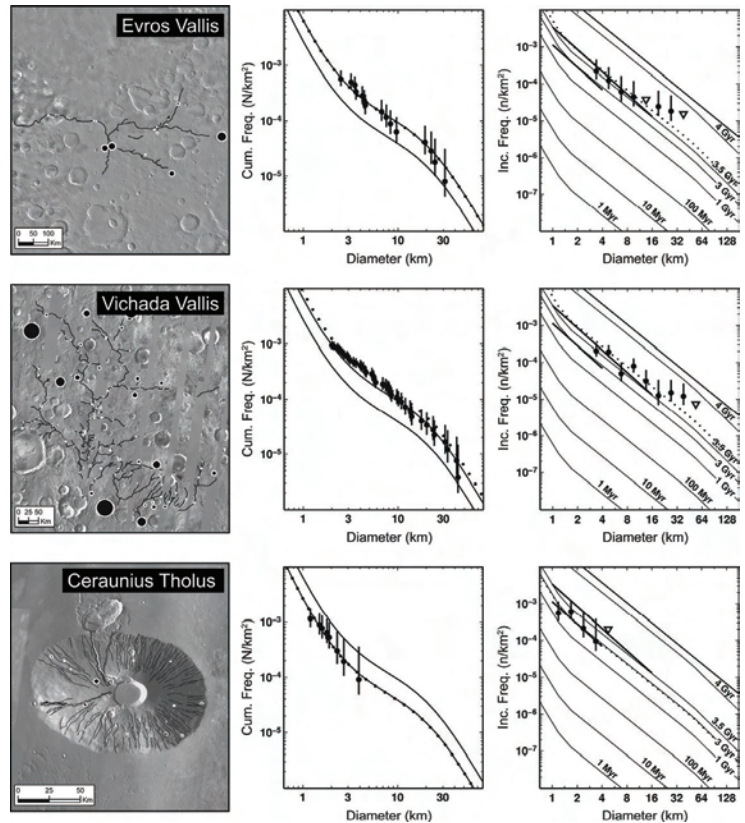 Evros Vallis
0 50 100
Km
Cum. Freq. (N/km²)
10⁻³
10⁻⁴
10⁻⁵
1 3 10 30
Diameter (km)
Inc. Freq. (n/km²)
10⁻³
10⁻⁴
10⁻⁵
10⁻⁶
10⁻⁷
4 Gyr
3.5 Gyr
3 Gyr
1 Gyr
100 Myr
10 Myr
1 Myr
1 2 4 8 16 32 64 128
Diameter (km)
Vichada Vallis
0 25 50
Km
Cum. Freq. (N/km²)
10⁻³
10⁻⁴
10⁻⁵
1 3 10 30
Diameter (km)
Inc. Freq. (n/km²)
10⁻³
10⁻⁴
10⁻⁵
10⁻⁶
10⁻⁷
4 Gyr
3.5 Gyr
3 Gyr
1 Gyr
100 Myr
10 Myr
1 Myr
1 2 4 8 16 32 64 128
Diameter (km)
Ceraunius Tholus
0 25 50
Km
Cum. Freq. (N/km²)
10⁻³
10⁻⁴
10⁻⁵
1 3 10 30
Diameter (km)
Inc. Freq. (n/km²)
10⁻³
10⁻⁴
10⁻⁵
10⁻⁶
10⁻⁷
4 Gyr
3.5 Gyr
3 Gyr
1 Gyr
100 Myr
10 Myr
1 Myr
1 2 4 8 16 32 64 128
Diameter (km)